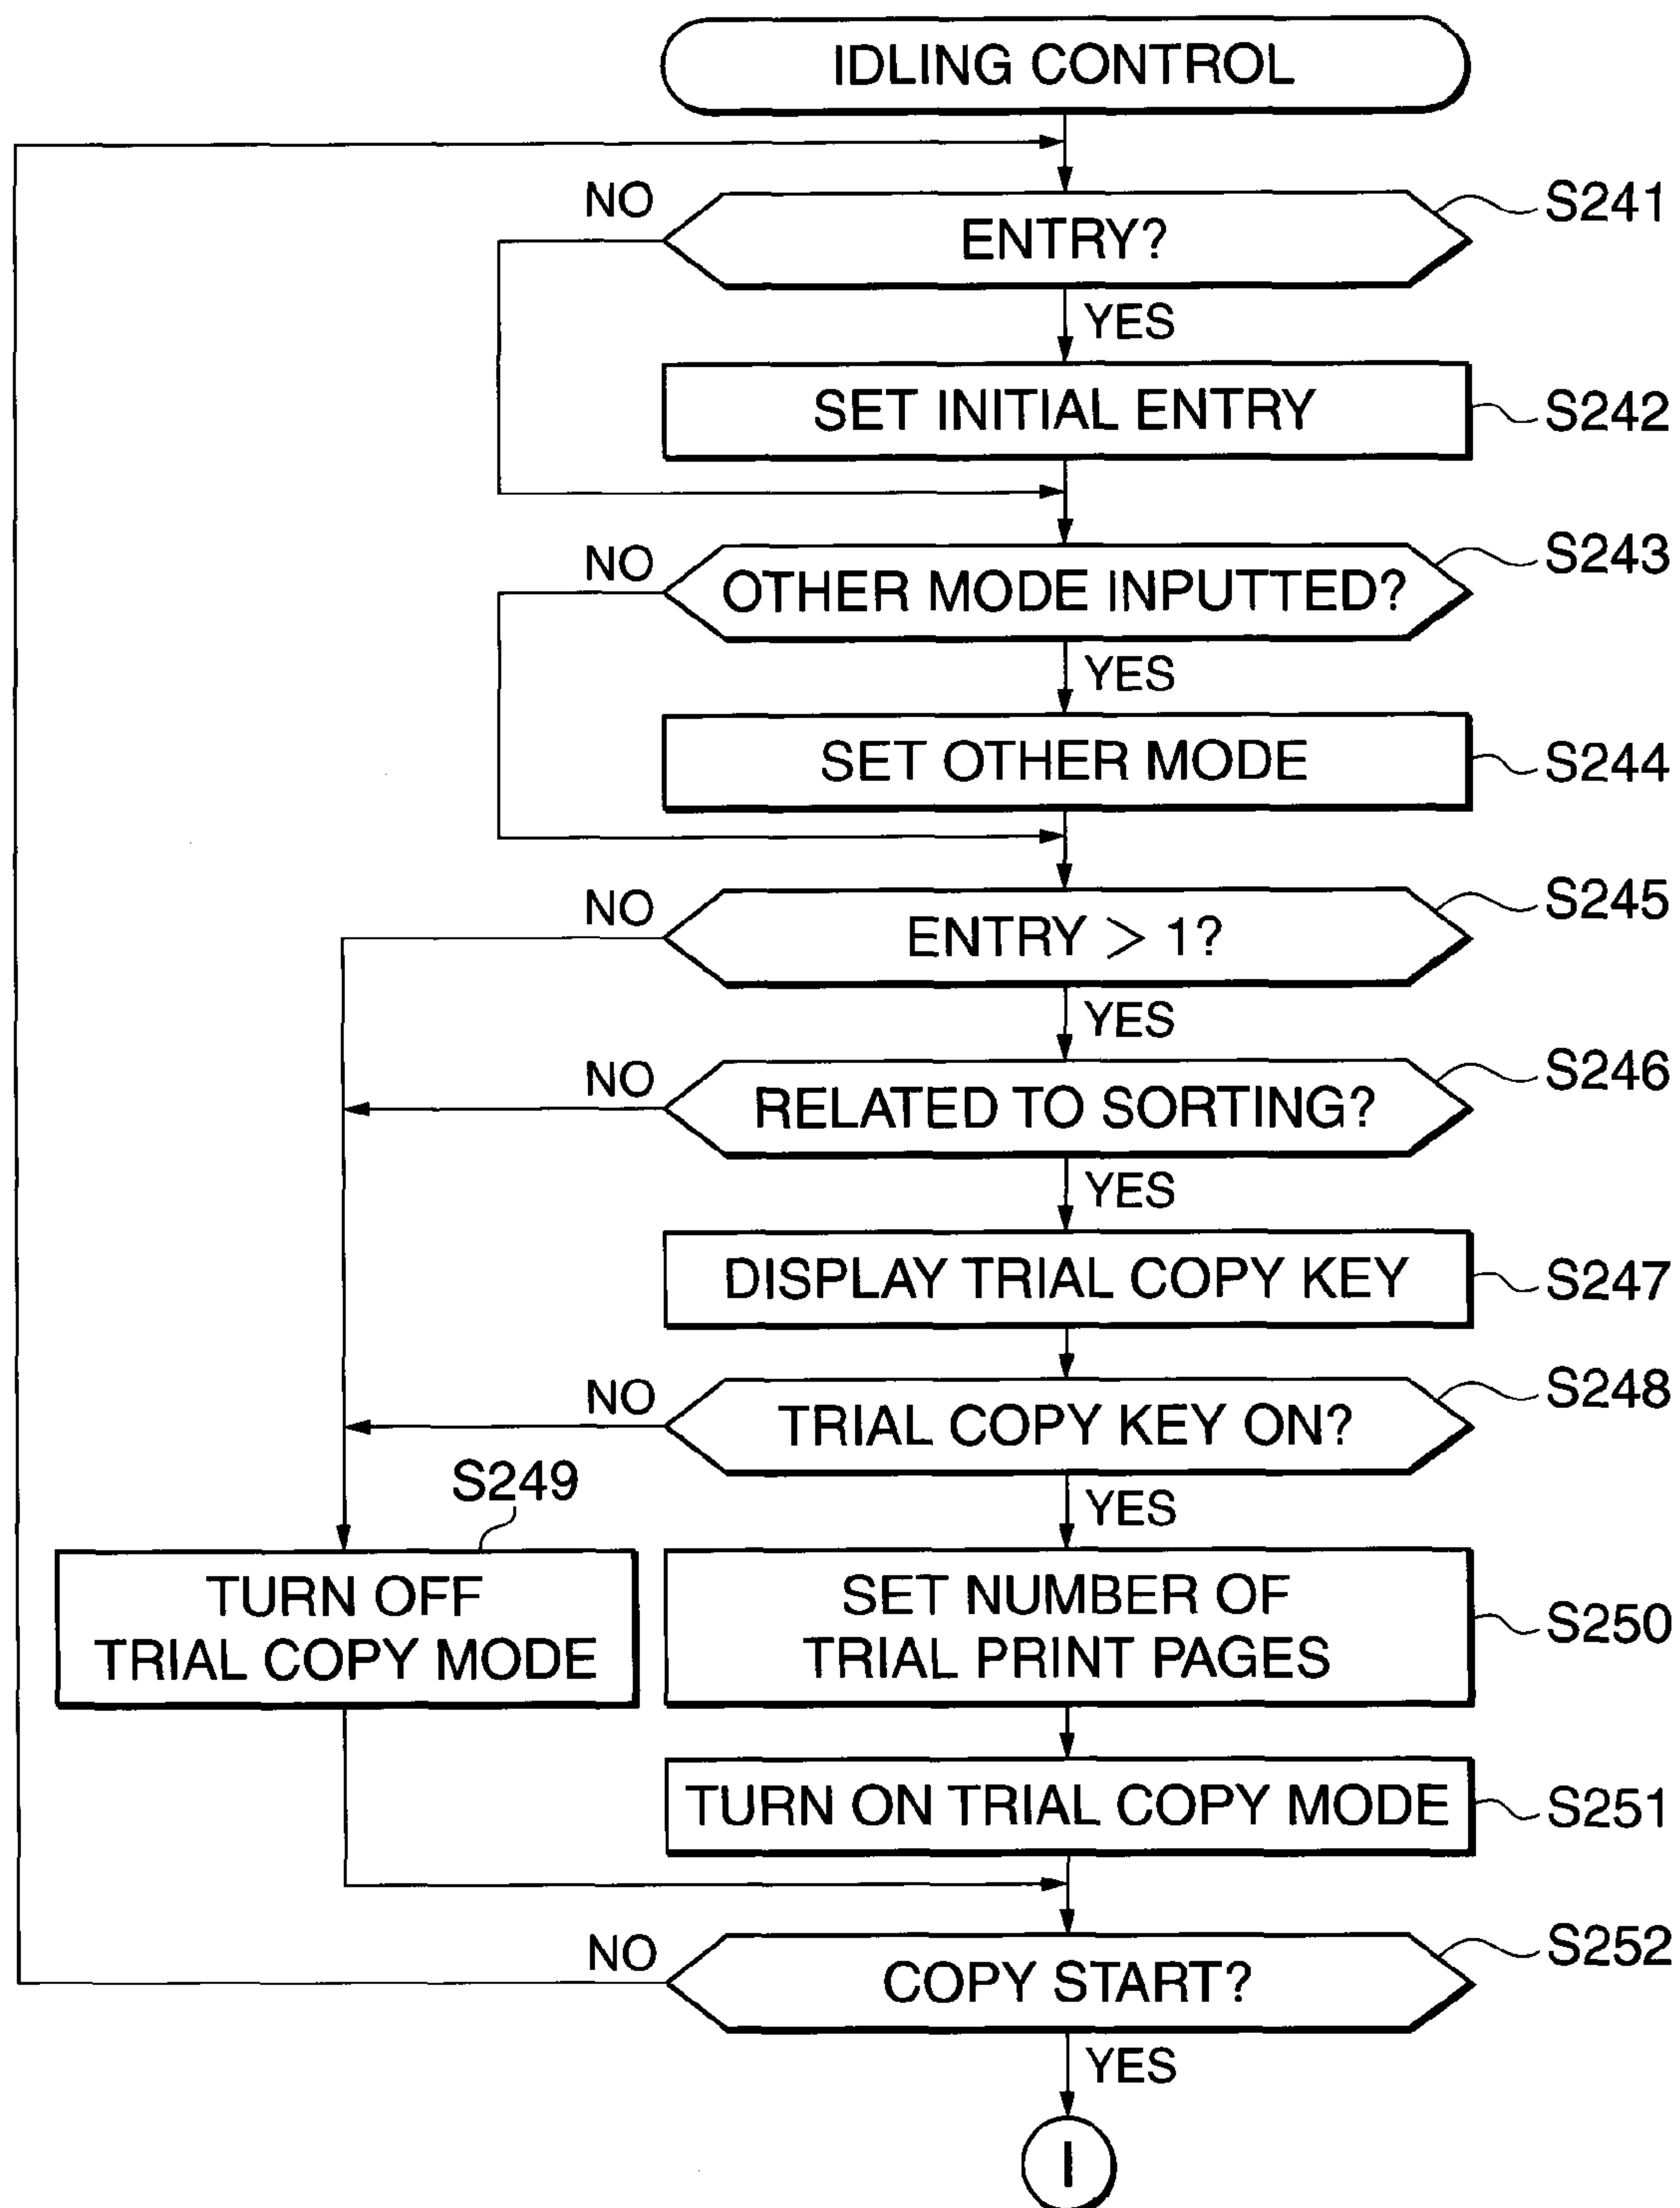 IDLING CONTROL
NO
S241
ENTRY?
YES
SET INITIAL ENTRY
S242
NO
S243
OTHER MODE INPUTTED?
YES
SET OTHER MODE
S244
NO
S245
ENTRY > 1?
YES
NO
S246
RELATED TO SORTING?
YES
DISPLAY TRIAL COPY KEY
S247
NO
S248
TRIAL COPY KEY ON?
S249
YES
TURN OFF
TRIAL COPY MODE
SET NUMBER OF
TRIAL PRINT PAGES
S250
TURN ON TRIAL COPY MODE
S251
NO
S252
COPY START?
YES
I